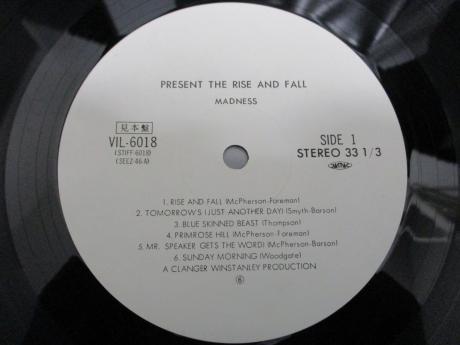 PRESENT THE RISE AND FALL
MADNESS
見本盤
VIL-6018
(STIFF-6018)
(SEEZ-46-A)
SIDE 1
STEREO 33 1/3
1. RISE AND FALL (McPherson-Foreman)
2. TOMORROW'S (JUST ANOTHER DAY) (Smyth-Barson)
3. BLUE SKINNED BEAST (Thompson)
4. PRIMROSE HILL (McPherson-Foreman)
5. MR. SPEAKER GETS THE WORD) (McPherson-Barson)
6. SUNDAY MORNING (Woodgate)
A CLANGER WINSTANLEY PRODUCTION